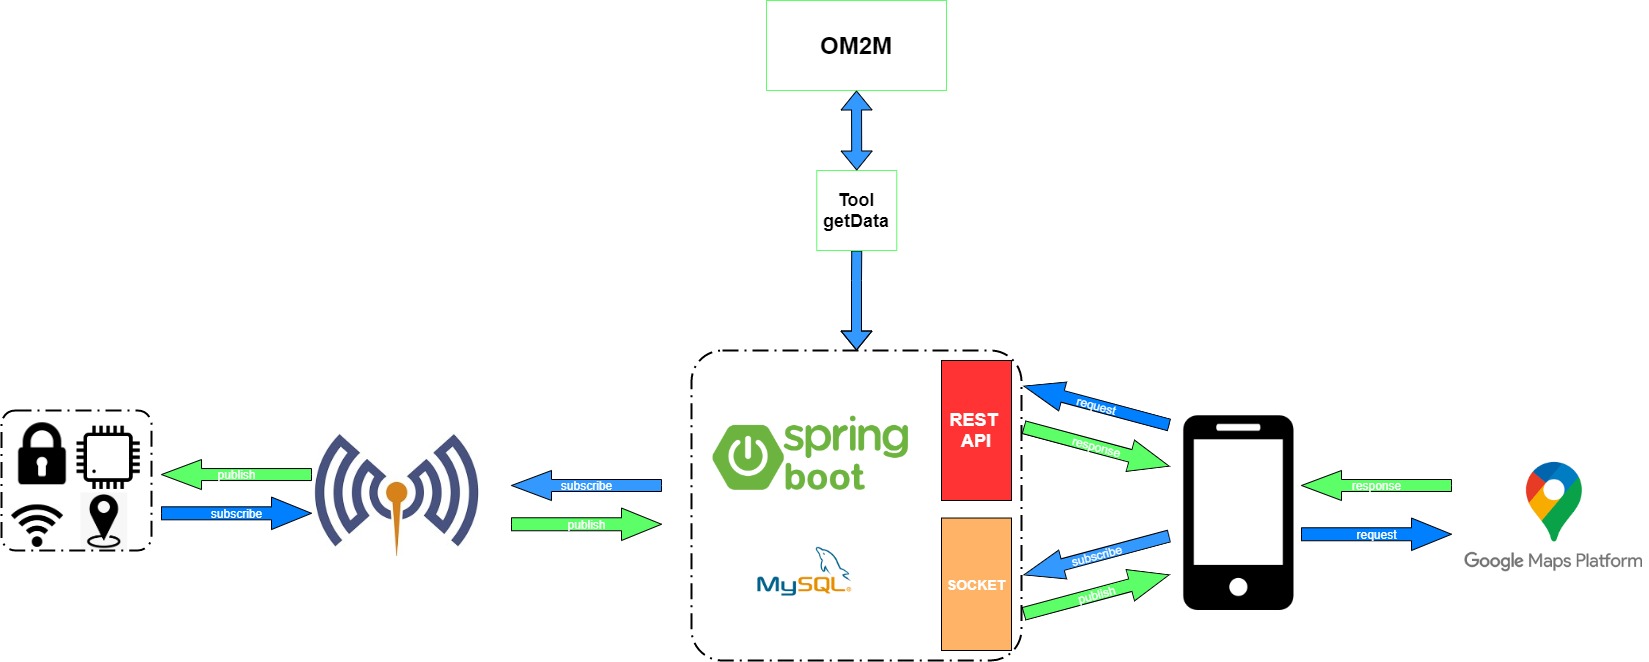 OM2M
Tool
getData
publish
subscribe
subscribe
publish
spring
boot
MySQL®
REST
API
SOCKET
request
response
subscribe
publish
response
request
Google Maps Platform